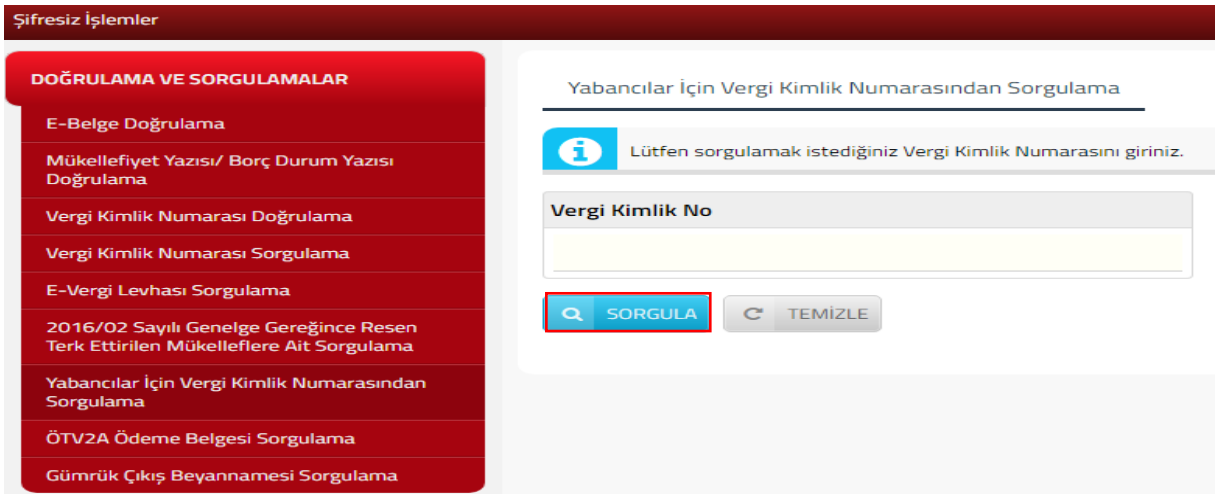 Şifresiz İşlemler
DOĞRULAMA VE SORGULAMALAR
E-Belge Doğrulama
Mükellefiyet Yazısı/ Borç Durum Yazısı
Doğrulama
Vergi Kimlik Numarası Doğrulama
Vergi Kimlik Numarası Sorgulama
E-Vergi Levhası Sorgulama
2016/02 Sayılı Genelge Gereğince Resen
Terk Ettirilen Mükelleflere Ait Sorgulama
Yabancılar İçin Vergi Kimlik Numarasından
Sorgulama
ÖTV2A Ödeme Belgesi Sorgulama
Gümrük Çıkış Beyannamesi Sorgulama
Yabancılar İçin Vergi Kimlik Numarasından Sorgulama
Lütfen sorgulamak istediğiniz Vergi Kimlik Numarasını giriniz.
Vergi Kimlik No
SORGULA
TEMİZLE